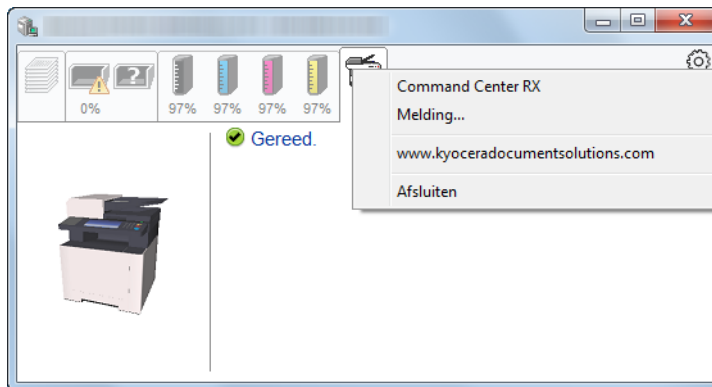 0%
97%
97%
97%
97%
Gereed.
Command Center RX
Melding...
www.kyoceradocumentsolutions.com
Afsluiten